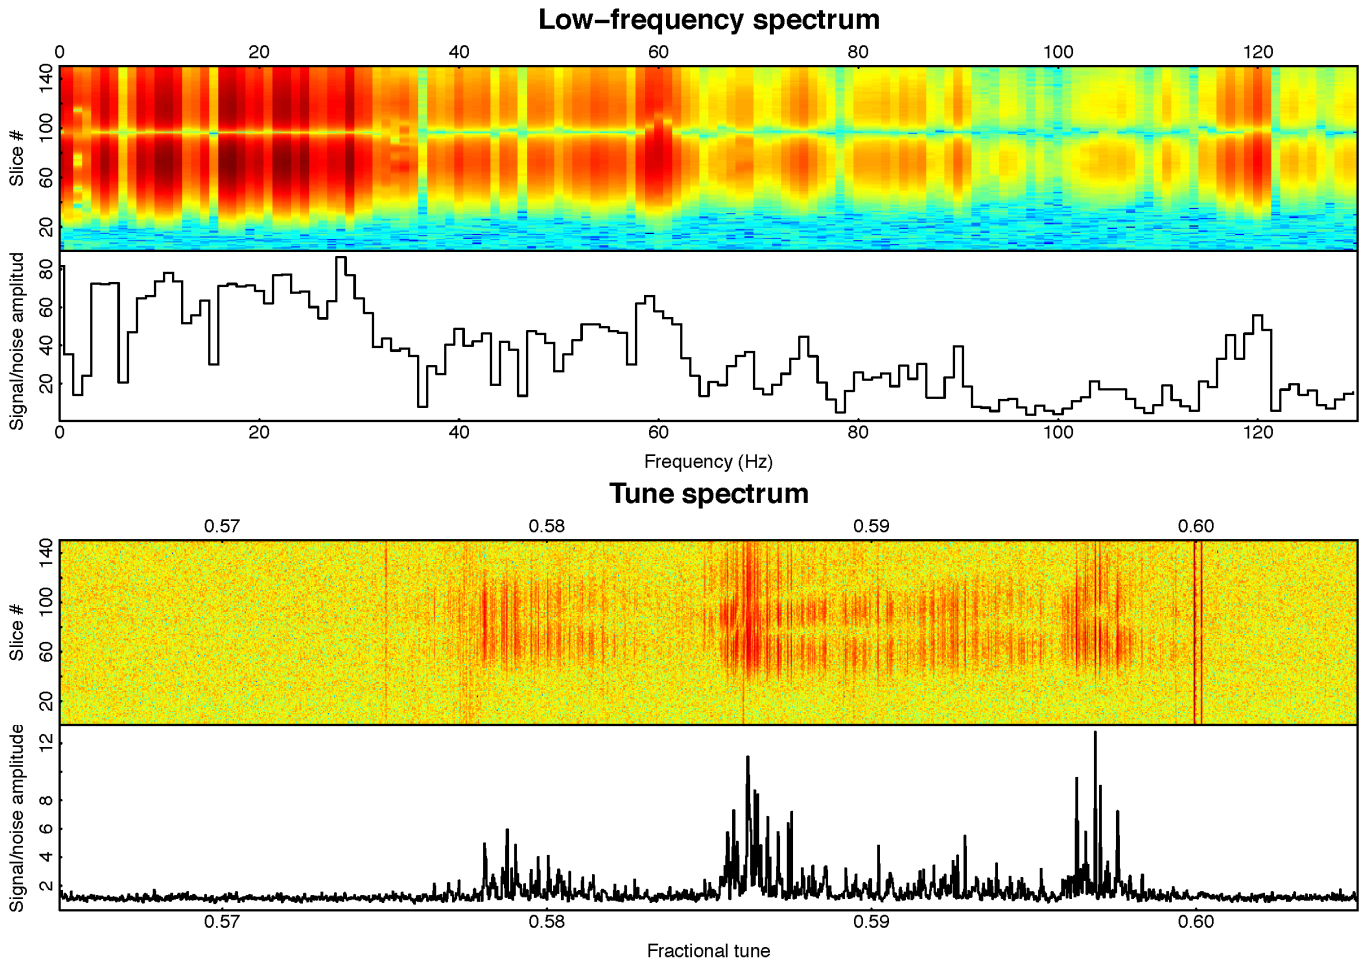 Low-frequency spectrum
0 20 40 60 80 100 120
Slice #
20 60 100 140
Signal/noise amplitud
20 40 60 80
0 20 40 60 80 100 120
Frequency (Hz)
Tune spectrum
0.57 0.58 0.59 0.60
Slice #
20 60 100 140
Signal/noise amplitude
2 4 6 8 12
0.57 0.58 0.59 0.60
Fractional tune